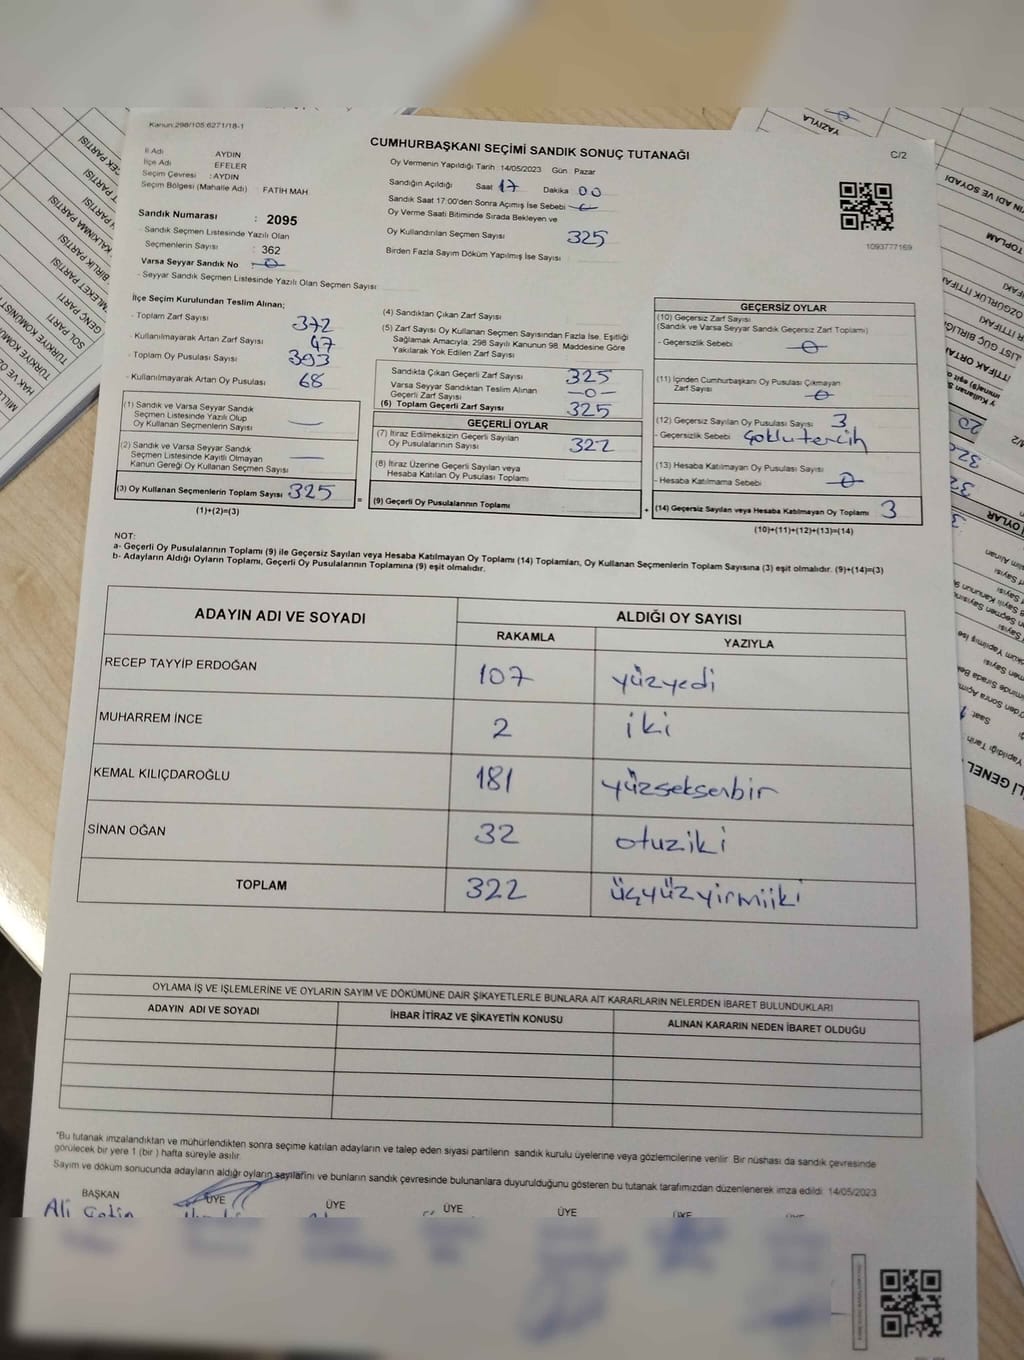 Kanun:298/105:6271/18-1
CUMHURBAŞKANI SEÇİMİ SANDIK SONUÇ TUTANAĞI
C/2
İl Adı AYDIN
İlçe Adı EFELER
Seçim Çevresi : AYDIN
Seçim Bölgesi (Mahalle Adı) FATİH MAH
Sandık Numarası : 2095
Sandık Seçmen Listesinde Yazılı Olan
Seçmenlerin Sayısı : 362
Varsa Seyyar Sandık No 0
- Seyyar Sandık Seçmen Listesinde Yazılı Olan Seçmen Sayısı
Oy Vermenin Yapıldığı Tarih : 14/05/2023 Gün : Pazar
Sandığın Açıldığı Saat 17 Dakika 00
Sandık Saat 17:00'den Sonra Açımış İse Sebebi
Oy Verme Saati Bitiminde Sırada Bekleyen ve
Oy Kullandırılan Seçmen Sayısı 325
Birden Fazla Sayım Döküm Yapılmış İse Sayısı
1093777169
İlçe Seçim Kurulundan Teslim Alınan;
- Toplam Zarf Sayısı 372
- Kullanılmayarak Artan Zarf Sayısı 47
- Toplam Oy Pusulası Sayısı 393
- Kullanılmayarak Artan Oy Pusulası 68
(1) Sandık ve Varsa Seyyar Sandık
Seçmen Listesinde Yazılı Olup
Oy Kullanan Seçmenlerin Sayısı —
(2) Sandık ve Varsa Seyyar Sandık
Seçmen Listesinde Kayıtlı Olmayan
Kanun Gereği Oy Kullanan Seçmen Sayısı —
(3) Oy Kullanan Seçmenlerin Toplam Sayısı 325
(1)+(2)=(3)
(4) Sandıktan Çıkan Zarf Sayısı
(5) Zarf Sayısı Oy Kullanan Seçmen Sayısından Fazla İse, Eşitliği
Sağlamak Amacıyla; 298 Sayılı Kanunun 98. Maddesine Göre
Yakılarak Yok Edilen Zarf Sayısı
Sandıkta Çıkan Geçerli Zarf Sayısı 325
Varsa Seyyar Sandıktan Teslim Alınan
Geçerli Zarf Sayısı -0-
(6) Toplam Geçerli Zarf Sayısı 325
GEÇERLİ OYLAR
(7) İtiraz Edilmeksizin Geçerli Sayılan
Oy Pusulalarının Sayısı 322
(8) İtiraz Üzerine Geçerli Sayılan veya
Hesaba Katılan Oy Pusulası Toplamı
= (9) Geçerli Oy Pusulalarının Toplamı
GEÇERSİZ OYLAR
(10) Geçersiz Zarf Sayısı
(Sandık ve Varsa Seyyar Sandık Geçersiz Zarf Toplamı)
- Geçersizlik Sebebi 0
(11) İçinden Cumhurbaşkanı Oy Pusulası Çıkmayan
Zarf Sayısı 0
(12) Geçersiz Sayılan Oy Pusulası Sayısı 3
- Geçersizlik Sebebi Çoklu tercih
(13) Hesaba Katılmayan Oy Pusulası Sayısı
- Hesaba Katılmama Sebebi 0
+ (14) Geçersiz Sayılan veya Hesaba Katılmayan Oy Toplamı 3
(10)+(11)+(12)+(13)=(14)
NOT:
a- Geçerli Oy Pusulalarının Toplamı (9) ile Geçersiz Sayılan veya Hesaba Katılmayan Oy Toplamı (14) Toplamları, Oy Kullanan Seçmenlerin Toplam Sayısına (3) eşit olmalıdır. (9)+(14)=(3)
b- Adayların Aldığı Oyların Toplamı, Geçerli Oy Pusulalarının Toplamına (9) eşit olmalıdır.
ADAYIN ADI VE SOYADI ALDIĞI OY SAYISI
RAKAMLA YAZIYLA
RECEP TAYYİP ERDOĞAN 107 yüzyedi
MUHARREM İNCE 2 iki
KEMAL KILIÇDAROĞLU 181 yüzseksenbir
SİNAN OĞAN 32 otuziki
TOPLAM 322 üçyüzyirmiiki
OYLAMA İŞ VE İŞLEMLERİNE VE OYLARIN SAYIM VE DÖKÜMÜNE DAİR ŞİKAYETLERLE BUNLARA AİT KARARLARIN NELERDEN İBARET BULUNDUKLARI
ADAYIN ADI VE SOYADI İHBAR İTİRAZ VE ŞİKAYETİN KONUSU ALINAN KARARIN NEDEN İBARET OLDUĞU
"Bu tutanak imzalandıktan ve mühürlendikten sonra seçime katılan adayların ve talep eden siyasi partilerin sandık kurulu üyelerine veya gözlemcilerine verilir. Bir nüshası da sandık çevresinde
görülecek bir yere 1 (bir) hafta süreyle asılır.
Sayım ve döküm sonucunda adayların aldığı oyların sayılarını ve bunların sandık çevresinde bulunanlara duyurulduğunu gösteren bu tutanak tarafımızdan düzenlenerek imza edildi. 14/05/2023
BAŞKAN ÜYE ÜYE ÜYE ÜYE ÜYE ÜYE
Ali Çetin